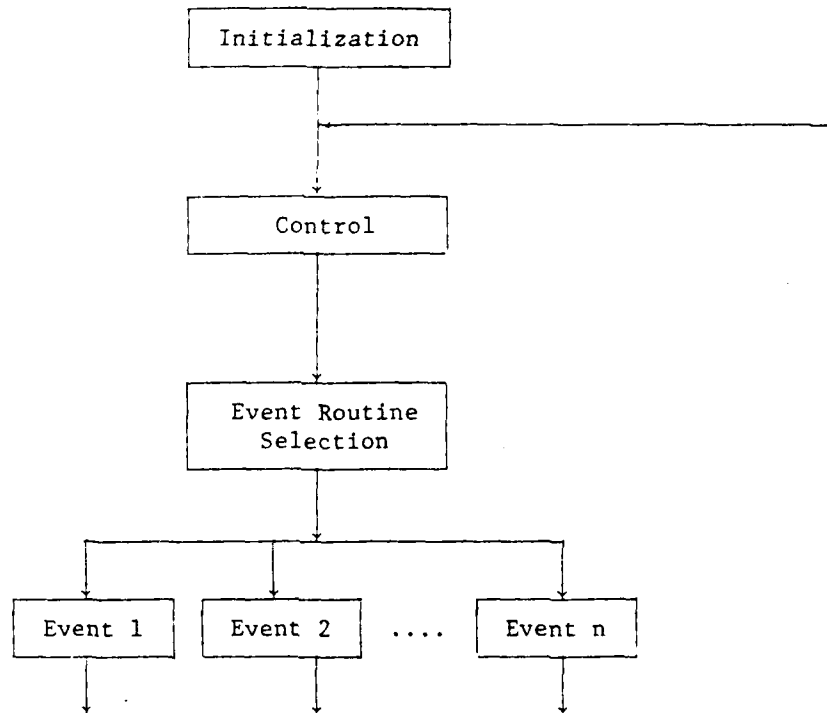 Initialization
Control
Event Routine
Selection
Event 1
Event 2
....
Event n